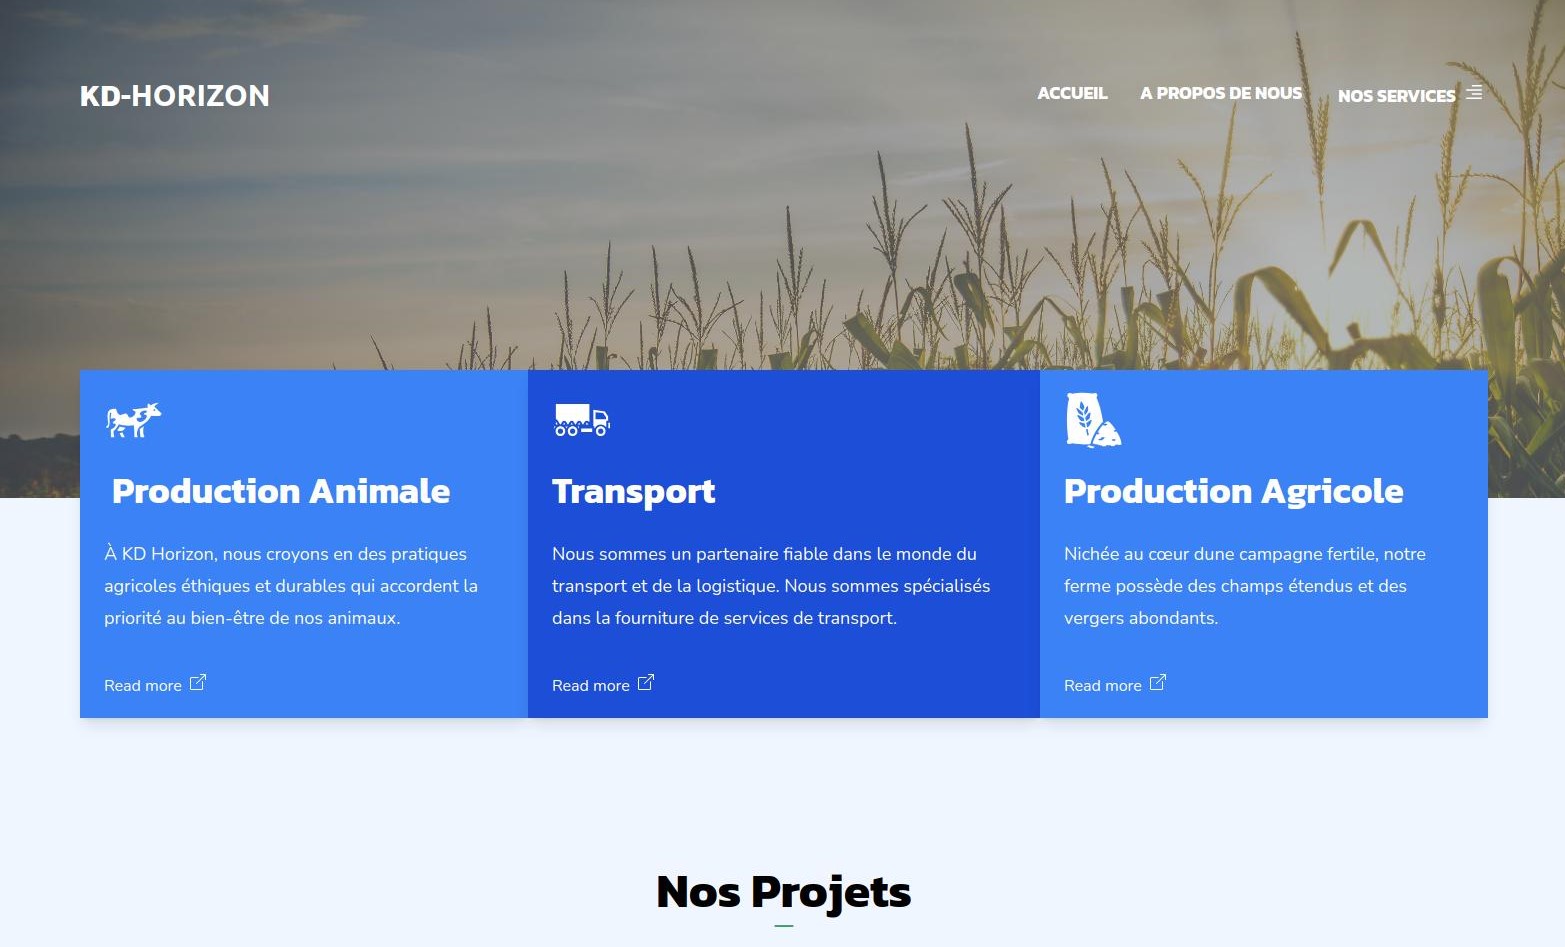 KD-HORIZON
ACCUEIL
A PROPOS DE NOUS
NOS SERVICES
Production Animale
À KD Horizon, nous croyons en des pratiques
agricoles éthiques et durables qui accordent la
priorité au bien-être de nos animaux.
Read more
Transport
Nous sommes un partenaire fiable dans le monde du
transport et de la logistique. Nous sommes spécialisés
dans la fourniture de services de transport.
Read more
Production Agricole
Nichée au cœur dune campagne fertile, notre
ferme possède des champs étendus et des
vergers abondants.
Read more
Nos Projets